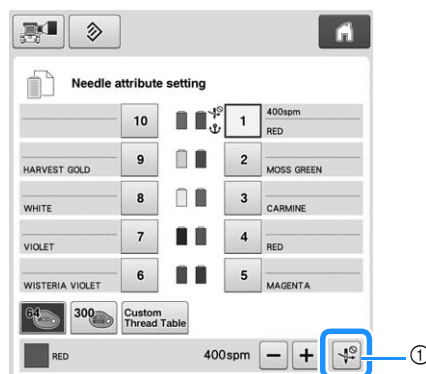 Needle attribute setting
10 1 400spm
RED
9 2
HARVEST GOLD MOSS GREEN
8 3
WHITE CARMINE
7 4
VIOLET RED
6 5
WISTERIA VIOLET MAGENTA
64 300 Custom
Thread Table
RED 400spm − + ①